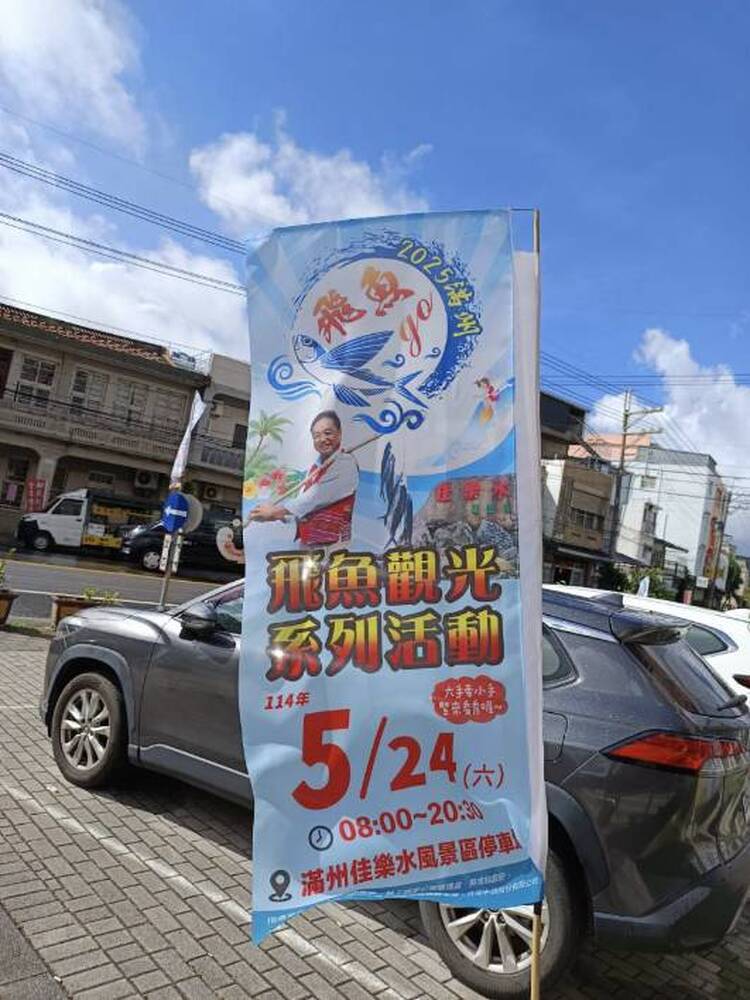 2025滿州
飛魚
go
佳樂水
飛魚觀光
系列活動
114年
大手牽小手
5/24(六)
08:00~20:30
滿州佳樂水風景區停車